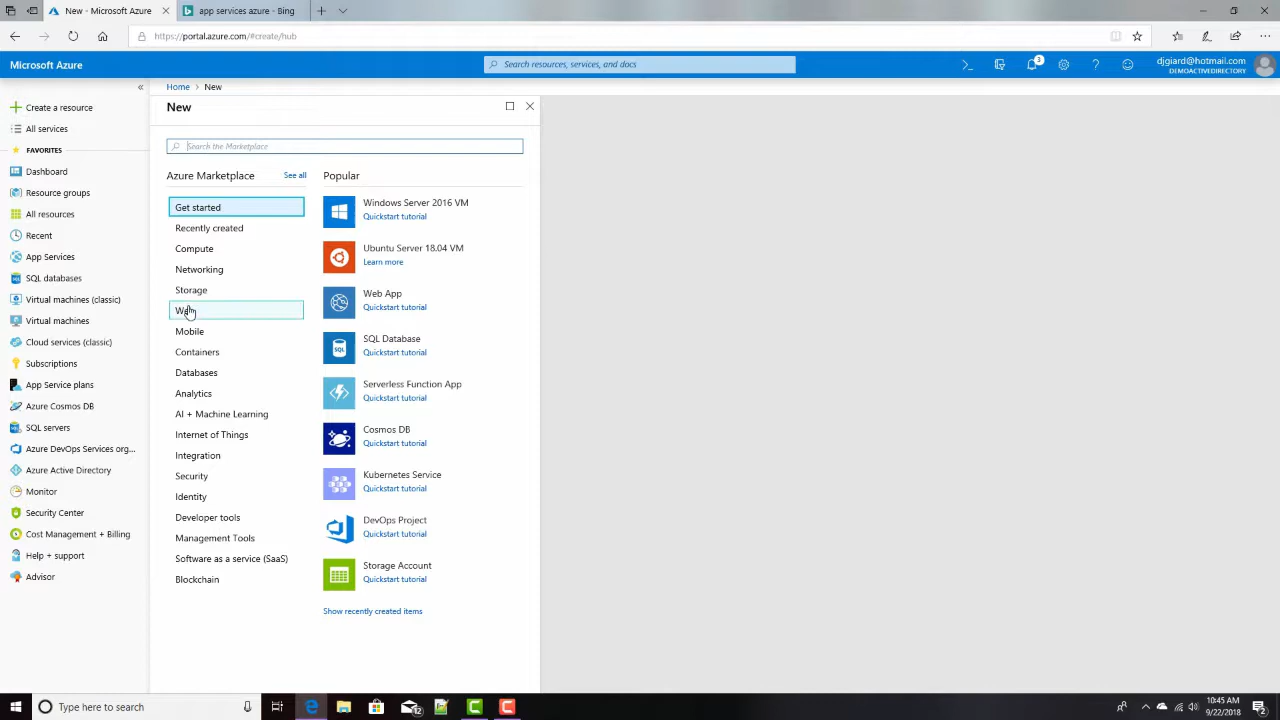 New - Microsoft Azure
app services azure - Bing
https://portal.azure.com/#create/hub
Microsoft Azure
Search resources, services, and docs
3
djgiard@hotmail.com
DEMOACTIVEDIRECTORY
Create a resource
All services
FAVORITES
Dashboard
Resource groups
All resources
Recent
App Services
SQL databases
Virtual machines (classic)
Virtual machines
Cloud services (classic)
Subscriptions
App Service plans
Azure Cosmos DB
SQL servers
Azure DevOps Services org...
Azure Active Directory
Monitor
Security Center
Cost Management + Billing
Help + support
Advisor
Home > New
New
Search the Marketplace
Azure Marketplace
See all
Get started
Recently created
Compute
Networking
Storage
Mobile
Containers
Databases
Analytics
AI + Machine Learning
Internet of Things
Integration
Security
Identity
Developer tools
Management Tools
Software as a service (SaaS)
Blockchain
Popular
Windows Server 2016 VM
Quickstart tutorial
Ubuntu Server 18.04 VM
Learn more
Web App
Quickstart tutorial
SQL
SQL Database
Quickstart tutorial
Serverless Function App
Quickstart tutorial
Cosmos DB
Quickstart tutorial
Kubernetes Service
Quickstart tutorial
DevOps Project
Quickstart tutorial
Storage Account
Quickstart tutorial
Show recently created items
Type here to search
12
10:45 AM
9/22/2018
2